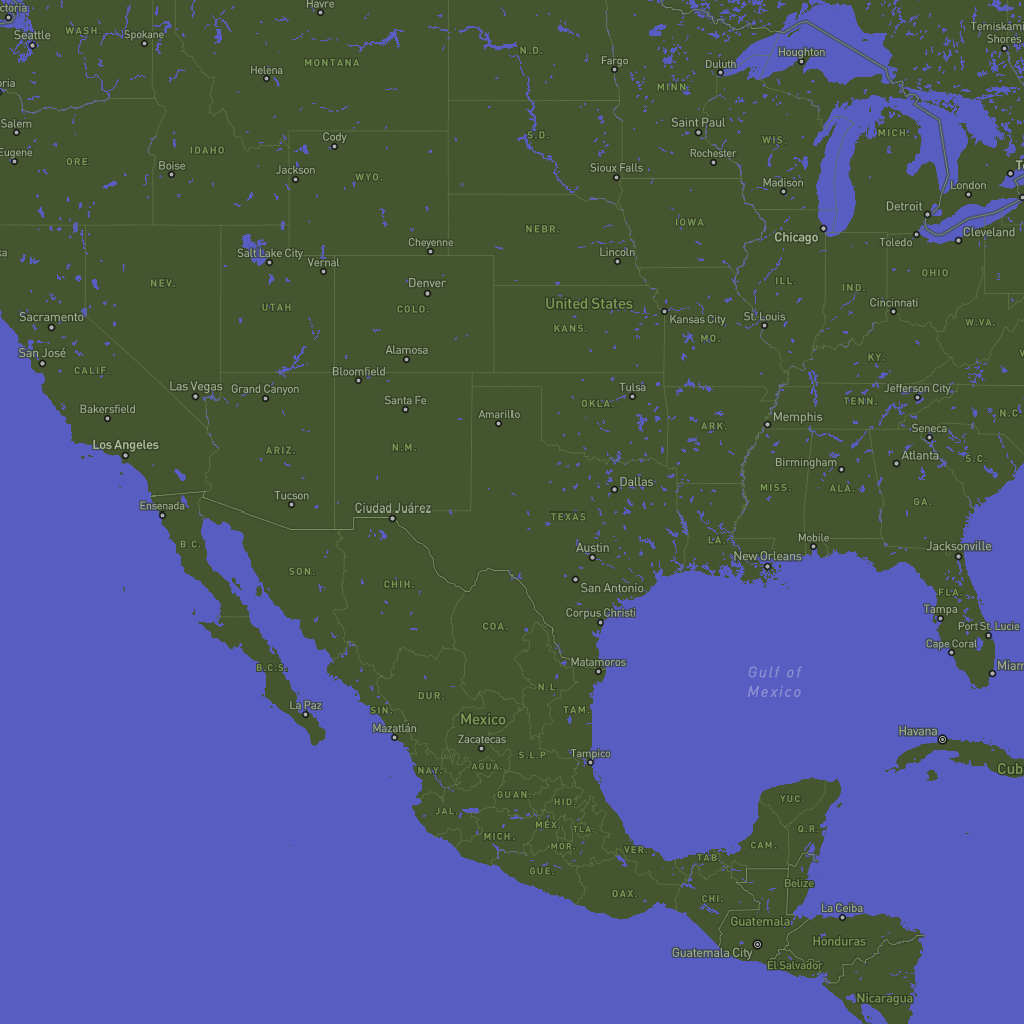 Havre
Temiskaming
Shores
Seattle
WASH.
Spokane
N.D.
Houghton
MONTANA
Fargo
Duluth
Helena
MINN.
Salem
Cody
S.D.
Saint Paul
WIS.
MICH.
Eugene
ORE.
IDAHO
Boise
Jackson
WYO.
Sioux Falls
Rochester
Madison
London
Detroit
IOWA
NEBR.
Chicago
Toledo
Cleveland
Cheyenne
Salt Lake City
Vernal
Lincoln
OHIO
NEV.
UTAH
Denver
COLO.
United States
ILL.
IND.
Cincinnati
Sacramento
KANS.
Kansas City
St. Louis
W.VA.
MO.
San José
CALIF.
Alamosa
Bloomfield
KY.
Las Vegas
Grand Canyon
Tulsa
Jefferson City
Bakersfield
Santa Fe
OKLA.
TENN.
Amarillo
Memphis
N.C.
ARK.
Seneca
Los Angeles
ARIZ.
N.M.
Birmingham
Atlanta
S.C.
Dallas
MISS.
ALA.
GA.
Tucson
Ensenada
Ciudad Juárez
TEXAS
LA.
Mobile
B.C.
Austin
New Orleans
Jacksonville
SON.
CHIH.
San Antonio
FLA.
Corpus Christi
Tampa
COA.
Port St. Lucie
Cape Coral
B.C.S.
Matamoros
Gulf of
Mexico
N.L.
DUR.
La Paz
SIN.
TAM.
Mexico
Mazatlán
Zacatecas
Havana
S.L.P.
Tampico
NAY.
AGUA.
GUAN.
HID.
YUC.
JAL.
MÉX.
TLA.
Q.R.
MICH.
MOR.
VER.
CAM.
TAB.
GUE.
Belize
OAX.
CHI.
La Ceiba
Guatemala
Honduras
Guatemala City
El Salvador
Nicaragua